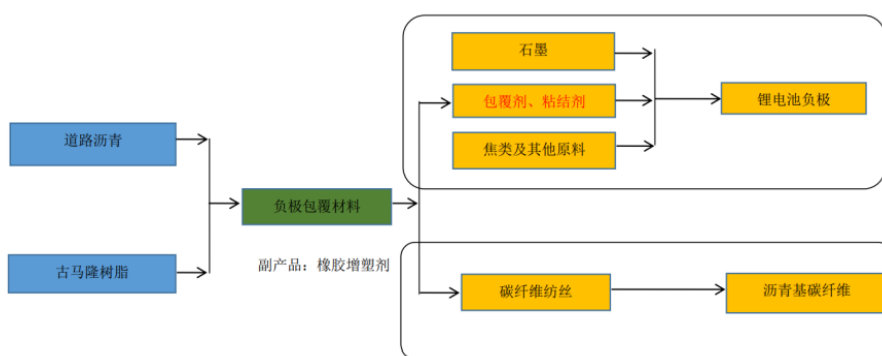 石墨
包覆剂、粘结剂
锂电池负极
道路沥青
焦类及其他原料
负极包覆材料
古马隆树脂
副产品：橡胶增塑剂
碳纤维纺丝
沥青基碳纤维